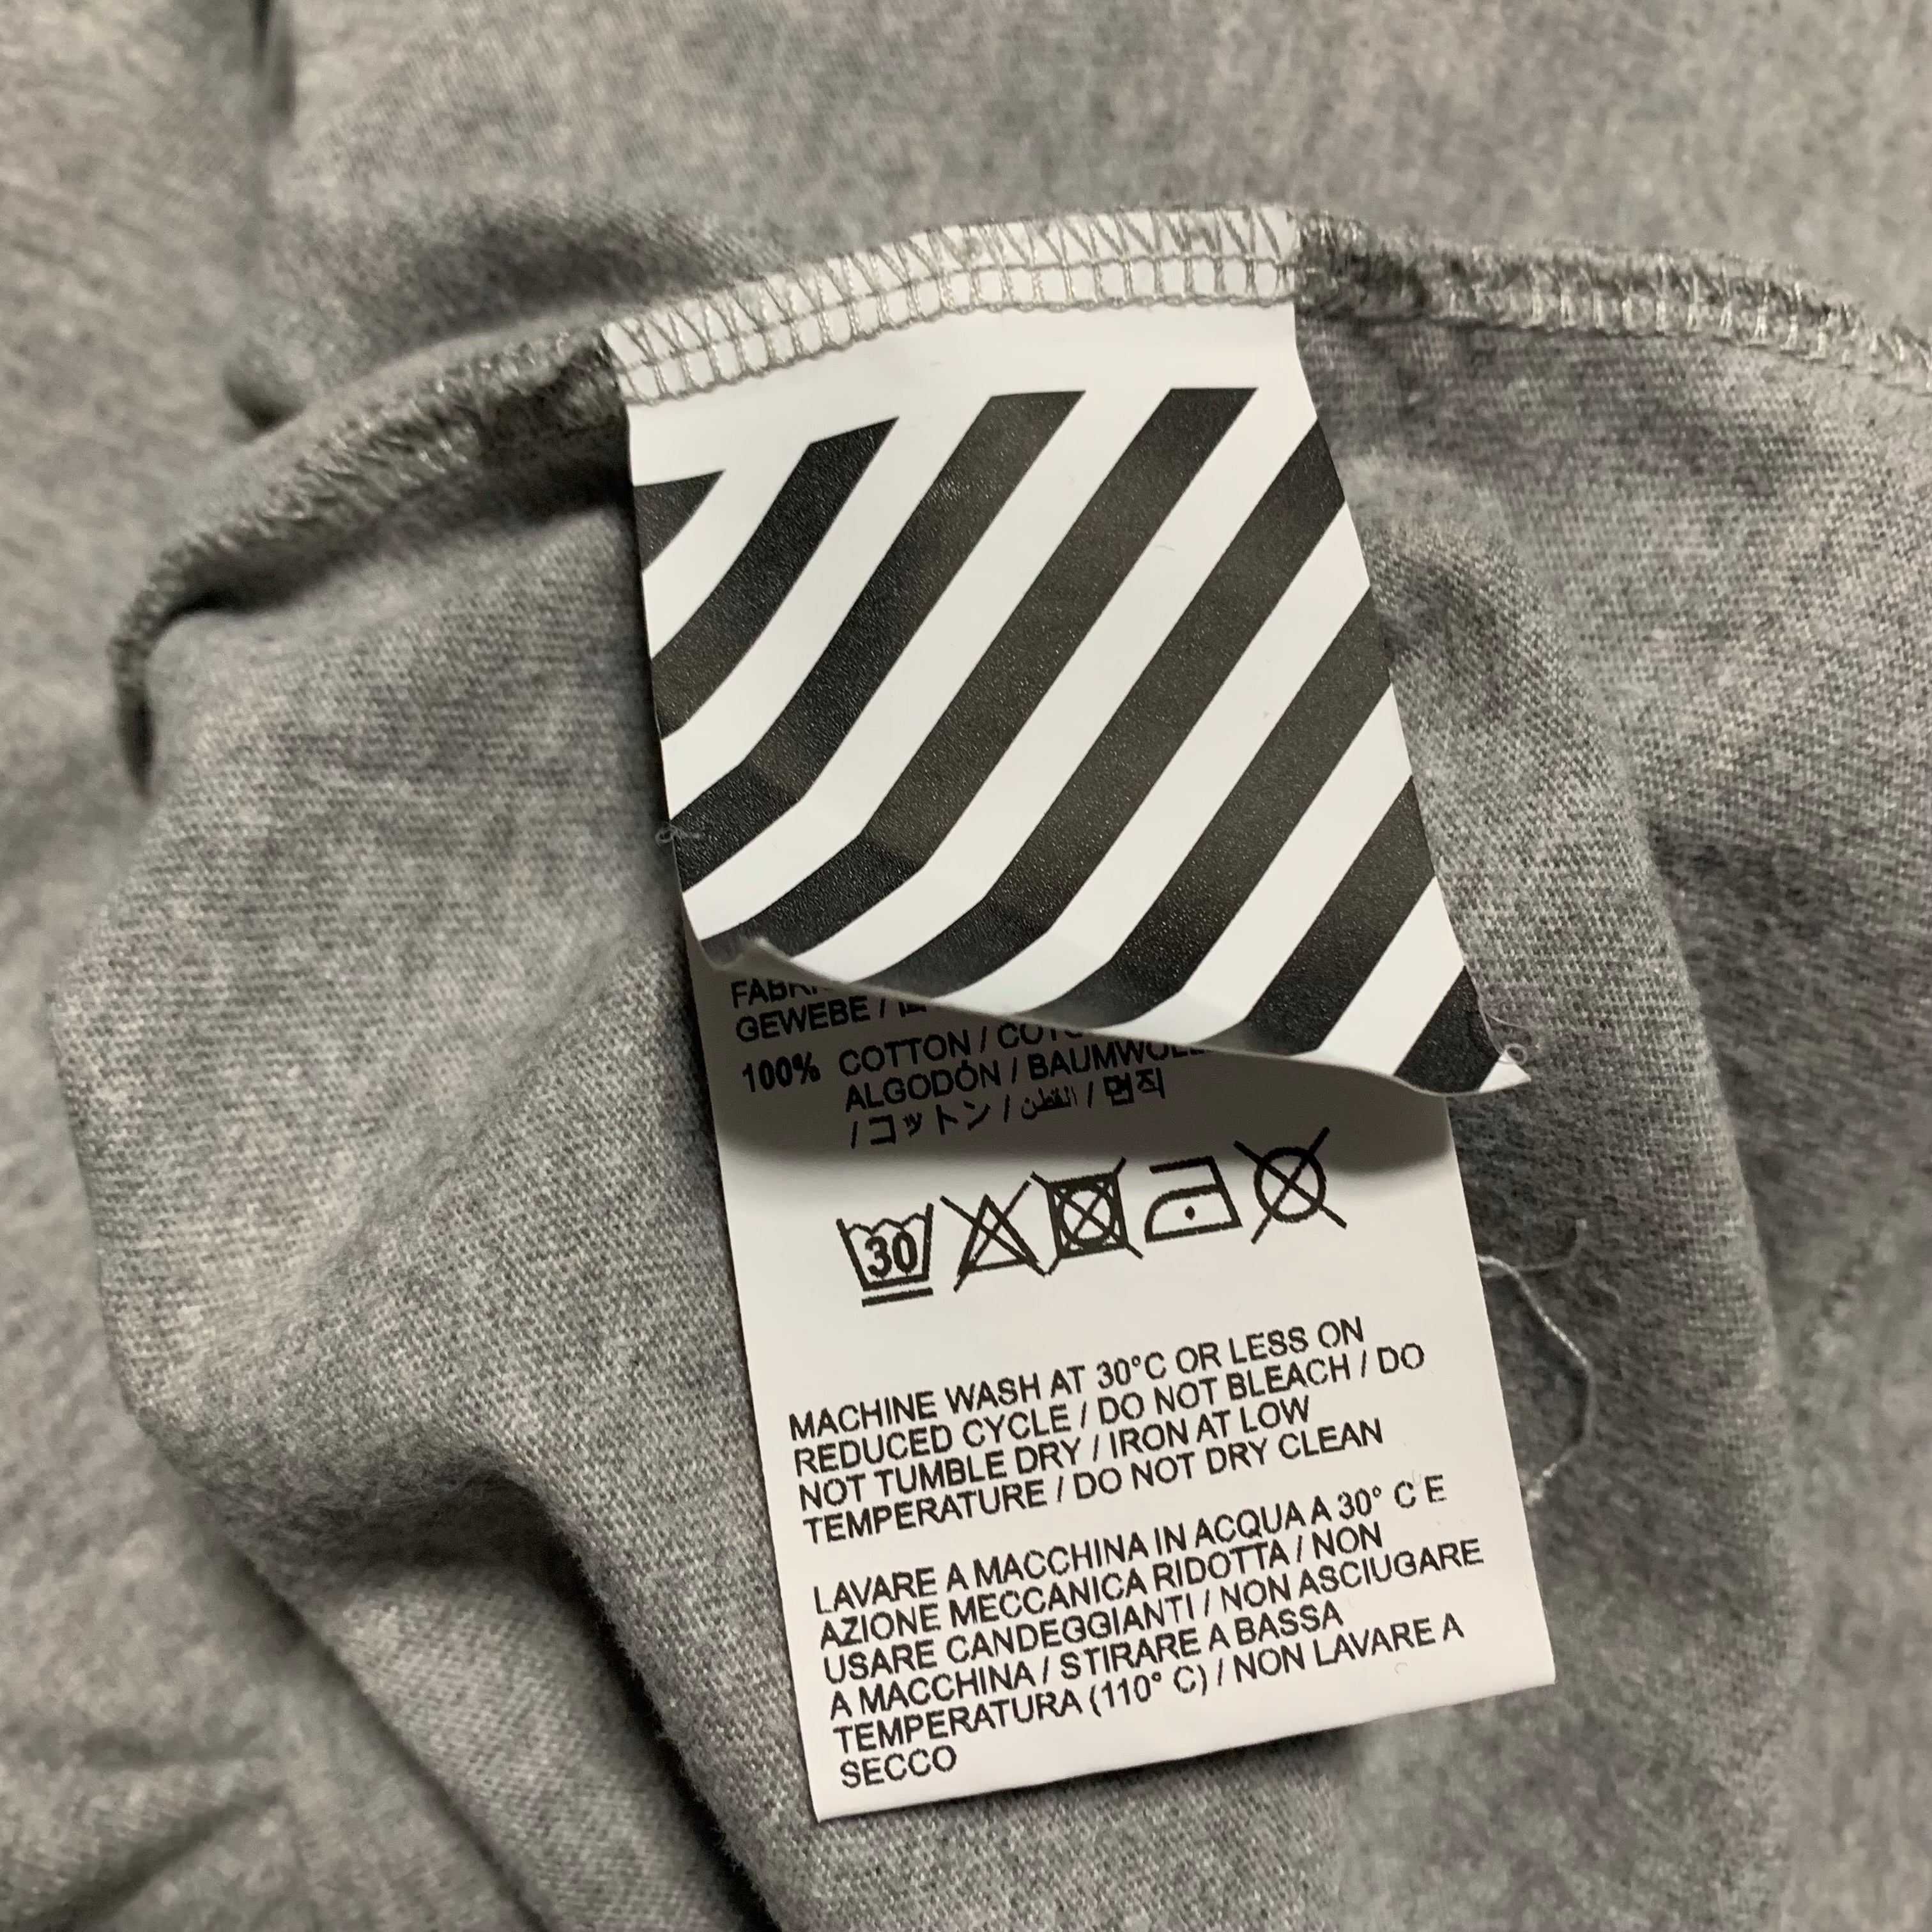 GEWEBE /
100% COTTON /
ALGODÓN /
/ コットン / القطن / 면직
30
MACHINE WASH AT 30°C OR LESS ON
REDUCED CYCLE / DO NOT BLEACH / DO
NOT TUMBLE DRY / IRON AT LOW
TEMPERATURE / DO NOT DRY CLEAN
LAVARE A MACCHINA IN ACQUA A 30° C E
AZIONE MECCANICA RIDOTTA / NON
USARE CANDEGGIANTI / NON ASCIUGARE
A MACCHINA / STIRARE A BASSA
TEMPERATURA (110° C) / NON LAVARE A
SECCO